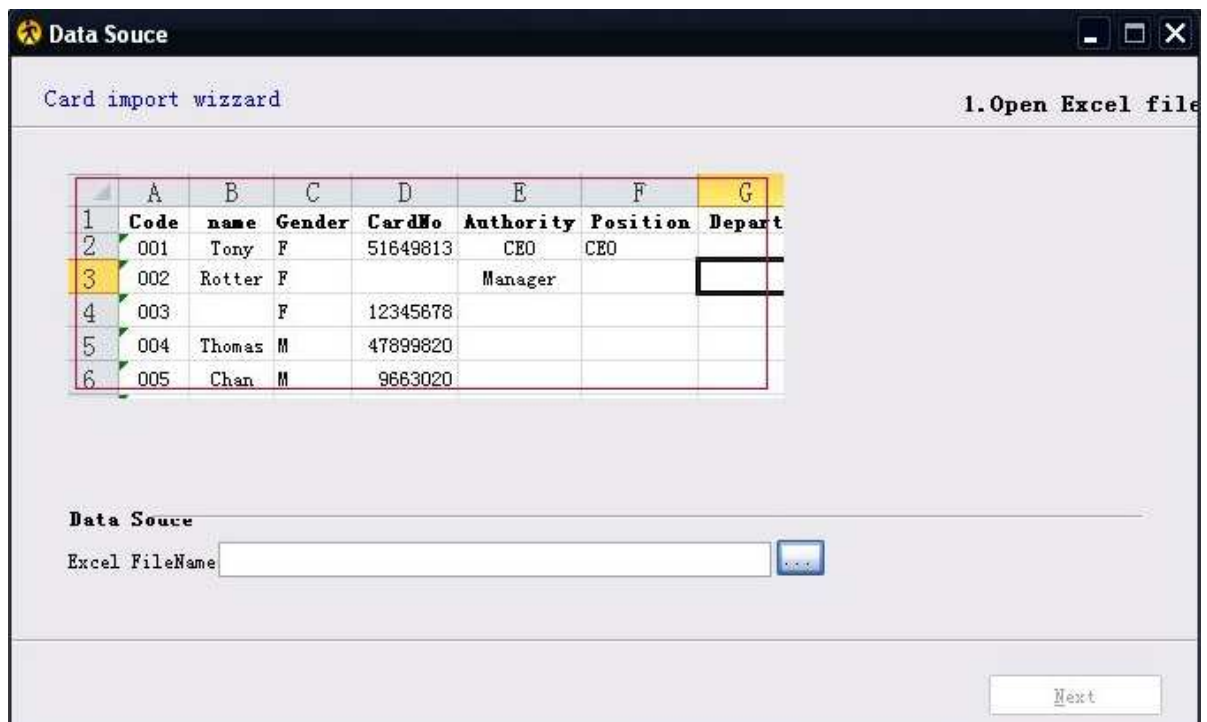 Data Souce
Card import wizzard
1.Open Excel file
A B C D E F G
1 Code name Gender CardNo Authority Position Depart
2 001 Tony F 51649813 CEO CEO
3 002 Rotter F Manager
4 003 F 12345678
5 004 Thomas M 47899820
6 005 Chan M 9663020
Data Souce
Excel FileName ...
Next